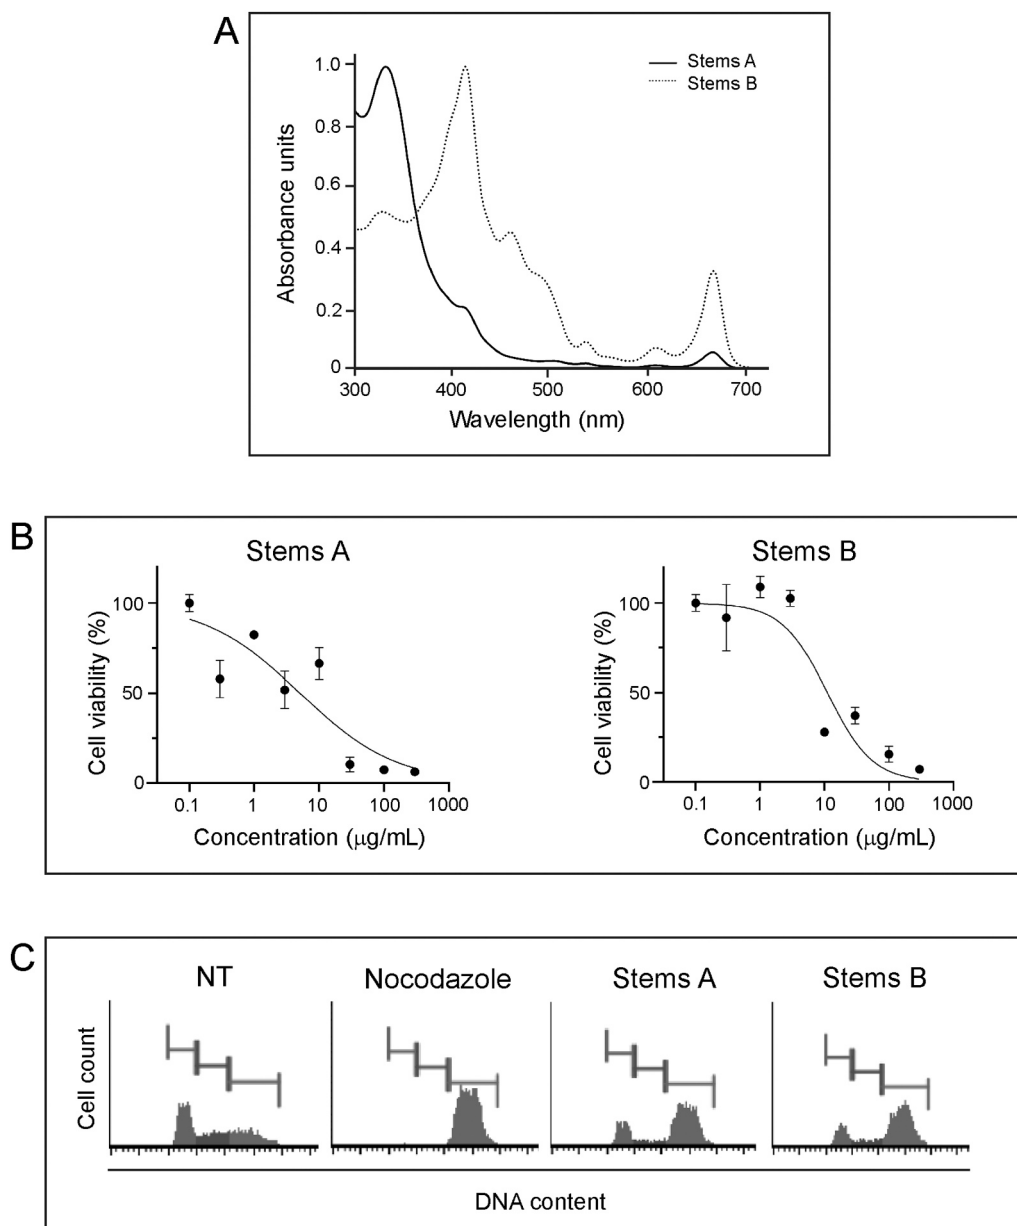 A
Stems A
Stems B
Absorbance units
1.0
0.8
0.6
0.4
0.2
0
300 400 500 600 700
Wavelength (nm)
B
Stems A
Cell viability (%)
100
50
0
0.1 1 10 100 1000
Concentration (μg/mL)
Stems B
Cell viability (%)
100
50
0
0.1 1 10 100 1000
Concentration (μg/mL)
C
NT Nocodazole Stems A Stems B
Cell count
DNA content